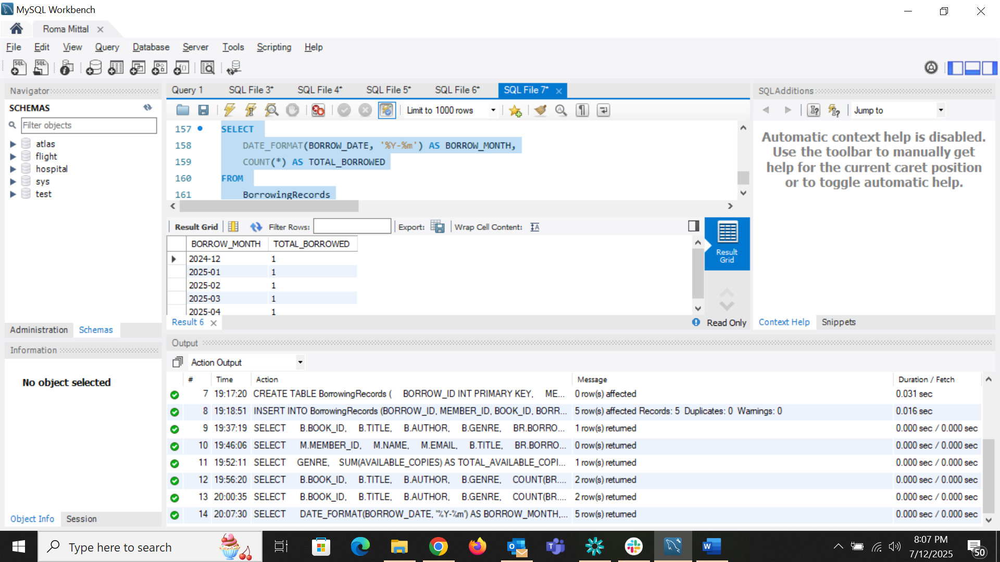 MySQL Workbench
Roma Mittal
File Edit View Query Database Server Tools Scripting Help
Navigator
SCHEMAS
Filter objects
atlas
flight
hospital
sys
test
Administration Schemas
Information
No object selected
Object Info Session
Query 1 SQL File 3* SQL File 4* SQL File 5* SQL File 6* SQL File 7*
Limit to 1000 rows
157 SELECT
158 DATE_FORMAT(BORROW_DATE, '%Y-%m') AS BORROW_MONTH,
159 COUNT(*) AS TOTAL_BORROWED
160 FROM
161 BorrowingRecords
Result Grid Filter Rows: Export: Wrap Cell Content:
BORROW_MONTH TOTAL_BORROWED
2024-12 1
2025-01 1
2025-02 1
2025-03 1
2025-04 1
Result Grid
Result 6 Read Only
SQLAdditions
Jump to
Automatic context help is disabled.
Use the toolbar to manually get
help for the current caret position
or to toggle automatic help.
Context Help Snippets
Output
Action Output
# Time Action Message Duration / Fetch
7 19:17:20 CREATE TABLE BorrowingRecords ( BORROW_ID INT PRIMARY KEY, ME... 0 row(s) affected 0.031 sec
8 19:18:51 INSERT INTO BorrowingRecords (BORROW_ID, MEMBER_ID, BOOK_ID, BORR... 5 row(s) affected Records: 5 Duplicates: 0 Warnings: 0 0.016 sec
9 19:37:19 SELECT B.BOOK_ID, B.TITLE, B.AUTHOR, B.GENRE, BR.BORRO... 1 row(s) returned 0.000 sec / 0.000 sec
10 19:46:06 SELECT M.MEMBER_ID, M.NAME, M.EMAIL, B.TITLE, BR.BORRO... 0 row(s) returned 0.000 sec / 0.000 sec
11 19:52:11 SELECT GENRE, SUM(AVAILABLE_COPIES) AS TOTAL_AVAILABLE_COPI... 1 row(s) returned 0.000 sec / 0.000 sec
12 19:56:20 SELECT B.BOOK_ID, B.TITLE, B.AUTHOR, B.GENRE, COUNT(BR.... 2 row(s) returned 0.000 sec / 0.000 sec
13 20:00:35 SELECT B.BOOK_ID, B.TITLE, B.AUTHOR, B.GENRE, COUNT(BR.... 2 row(s) returned 0.000 sec / 0.000 sec
14 20:07:30 SELECT DATE_FORMAT(BORROW_DATE, '%Y-%m') AS BORROW_MONTH,... 5 row(s) returned 0.000 sec / 0.000 sec
Type here to search
8:07 PM
7/12/2025
50